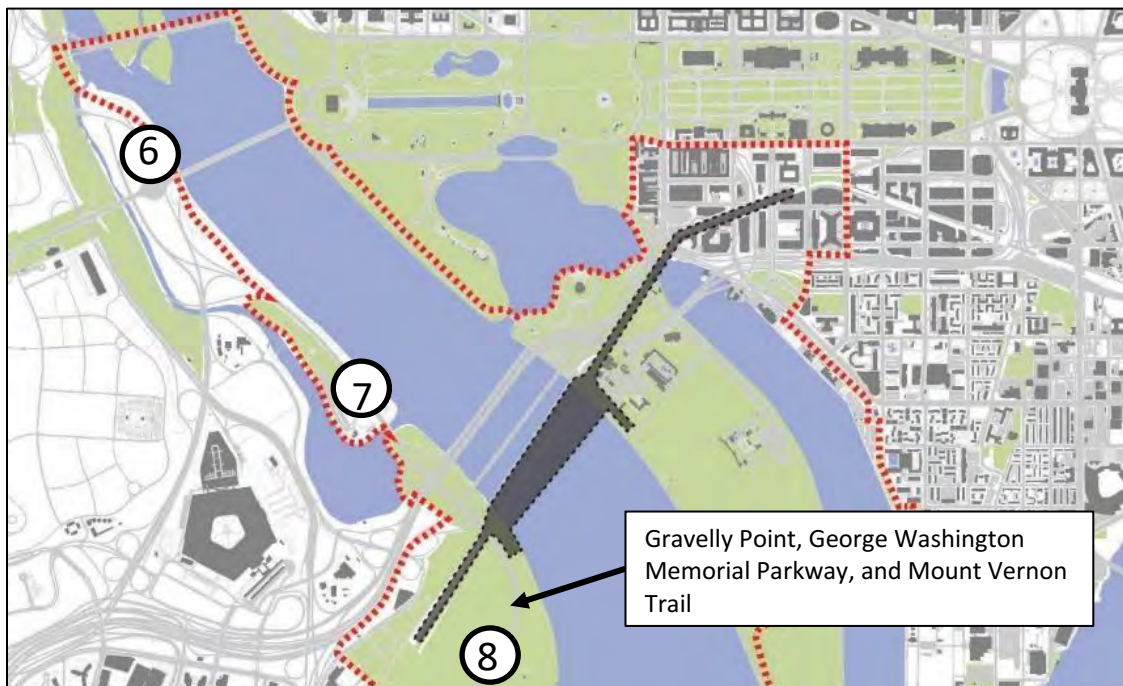 6
7
Gravelly Point, George Washington
Memorial Parkway, and Mount Vernon
Trail
8